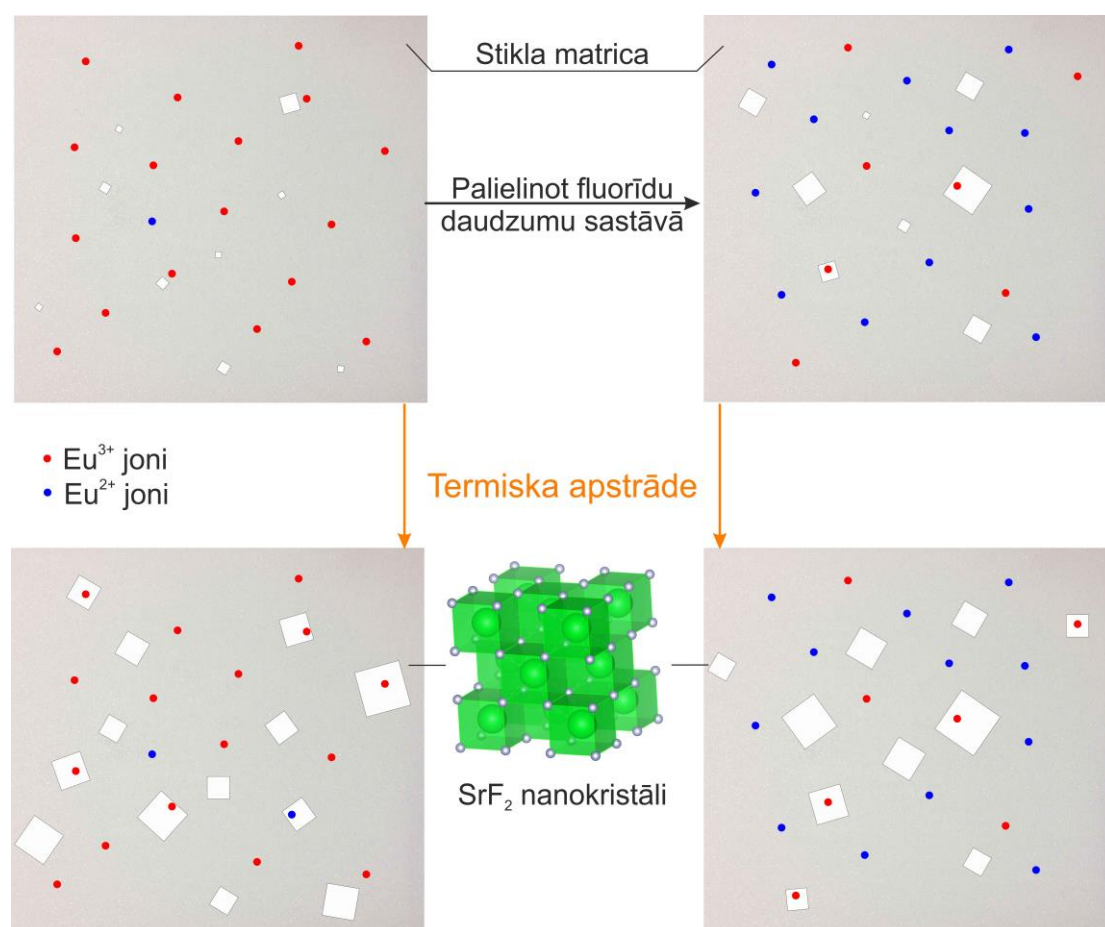 Stikla matrica
Palielinot fluorīdu
daudzumu sastāvā
Eu³⁺ joni
Eu²⁺ joni
Termiska apstrāde
SrF₂ nanokristāli